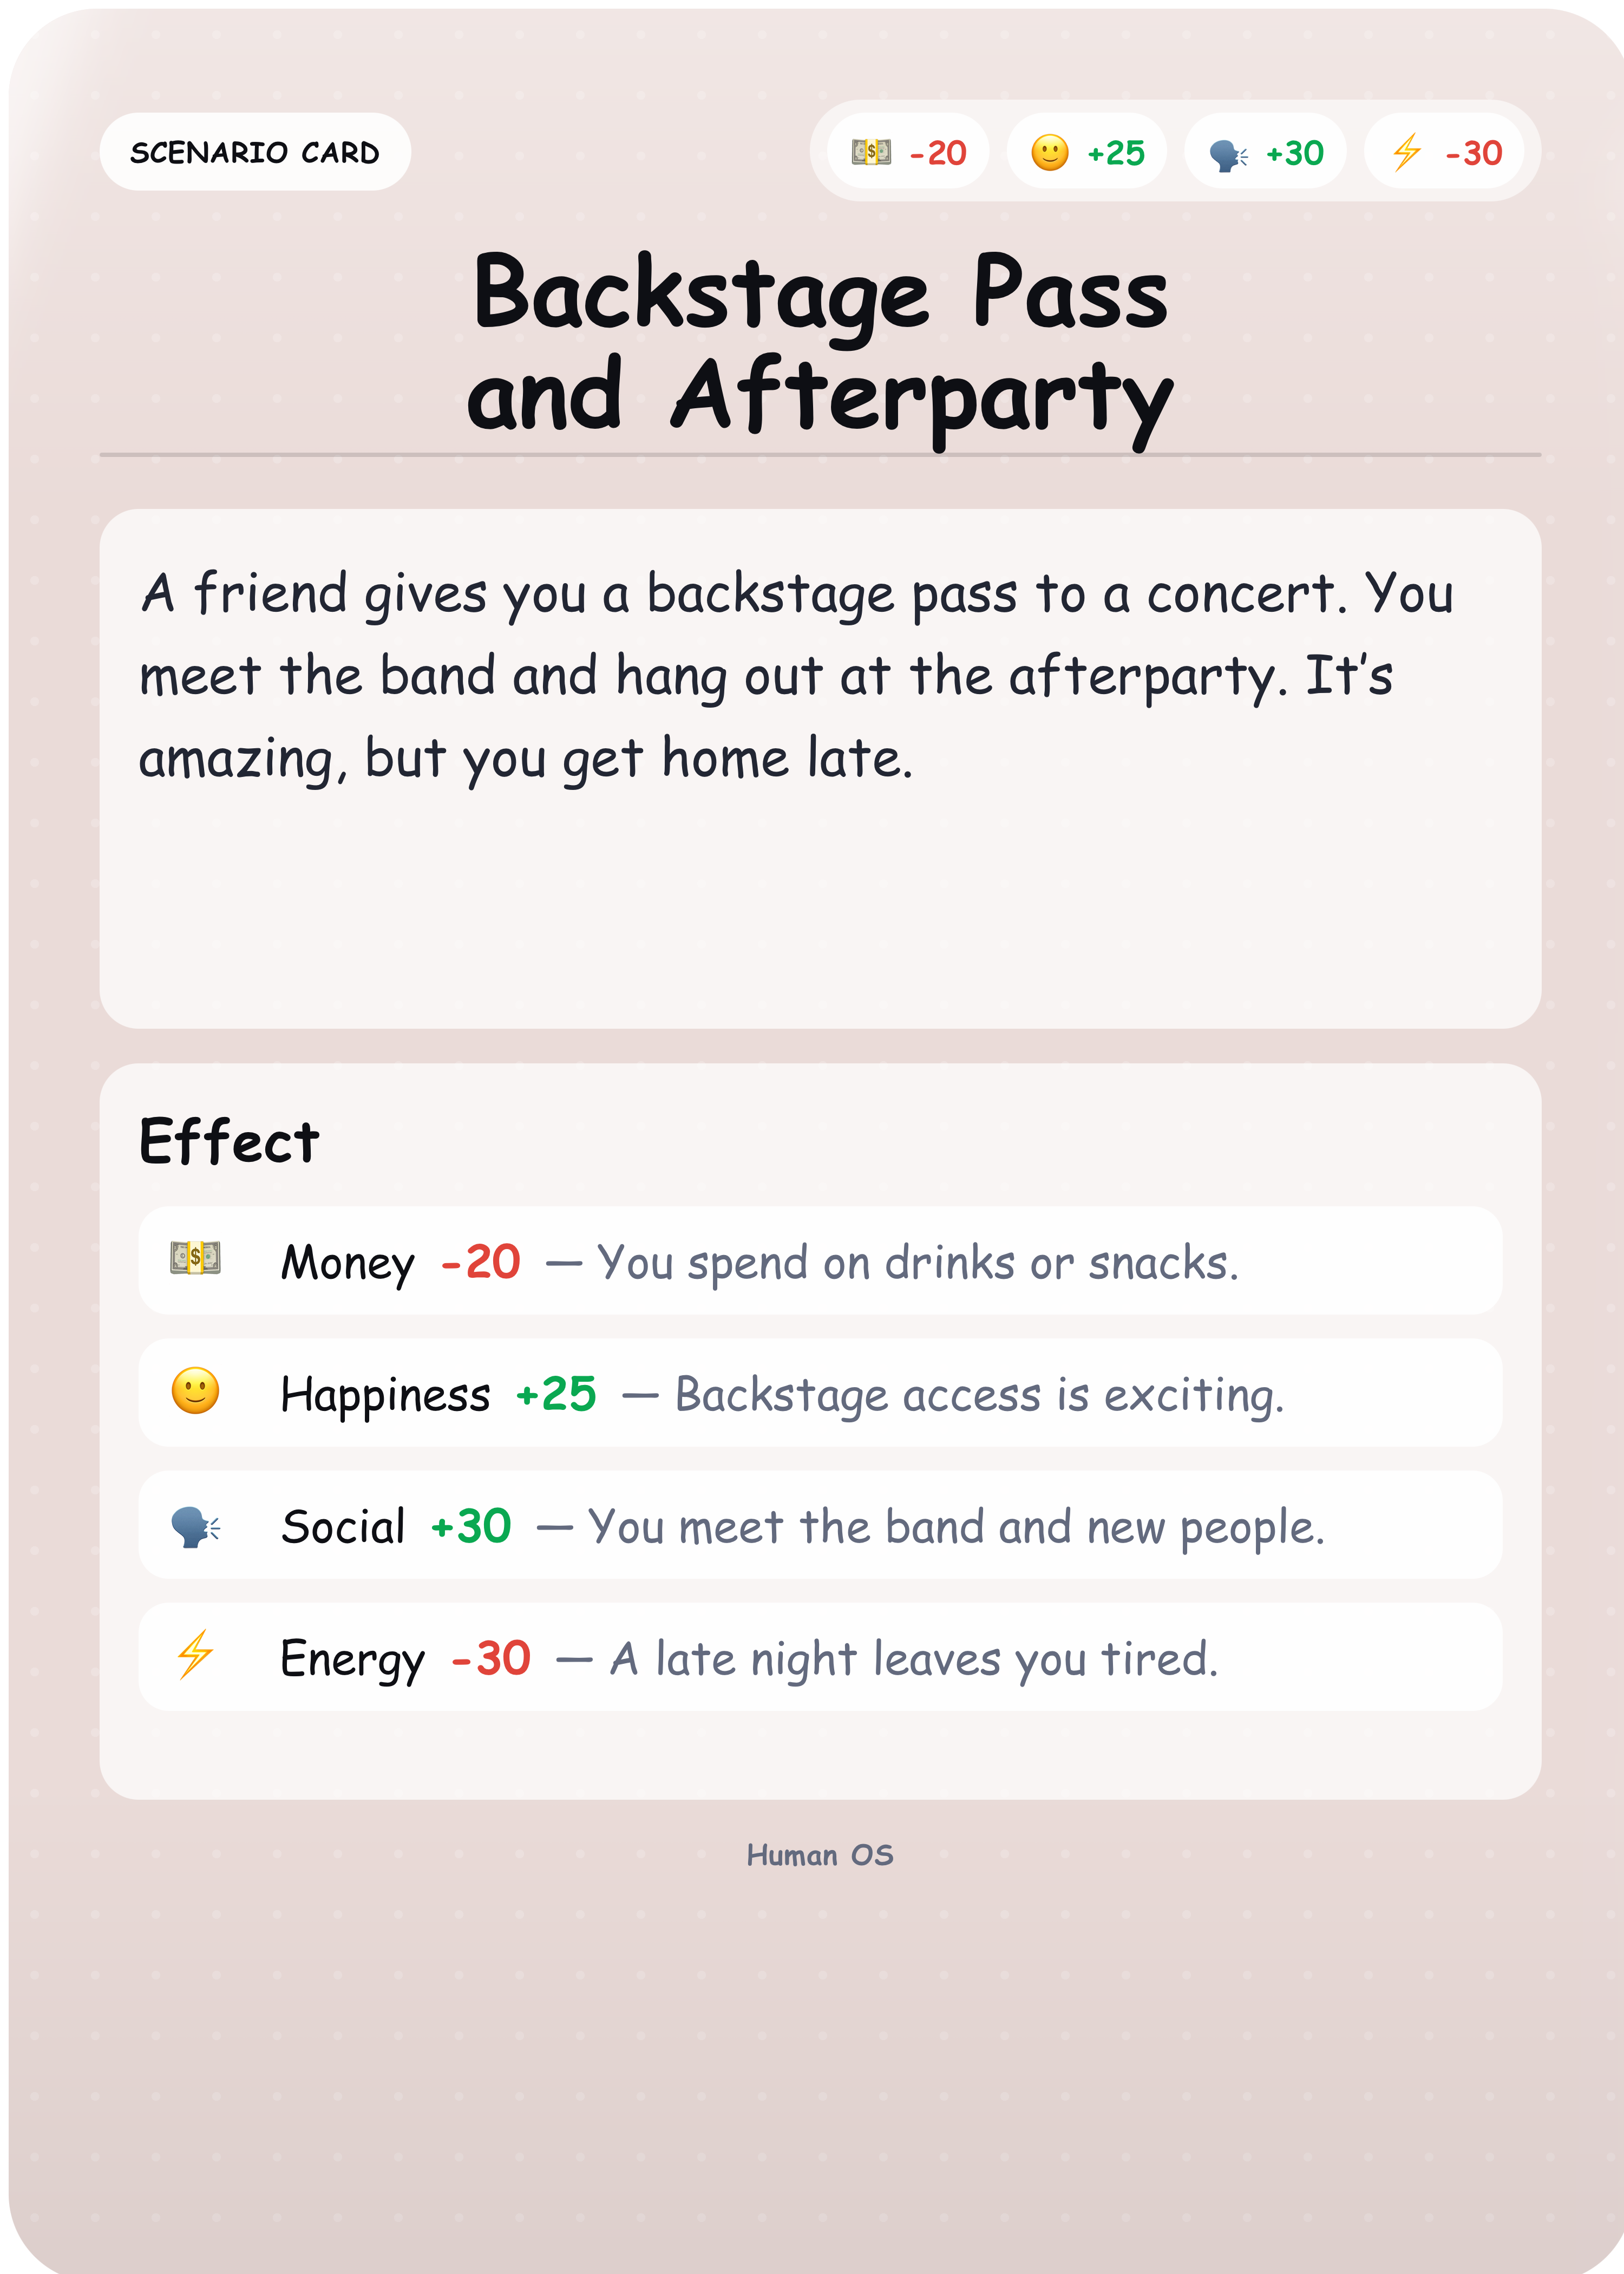 SCENARIO CARD
-20 +25 +30 -30
Backstage Pass
and Afterparty
A friend gives you a backstage pass to a concert. You
meet the band and hang out at the afterparty. It’s
amazing, but you get home late.
Effect
Money -20 — You spend on drinks or snacks.
Happiness +25 — Backstage access is exciting.
Social +30 — You meet the band and new people.
Energy -30 — A late night leaves you tired.
Human OS